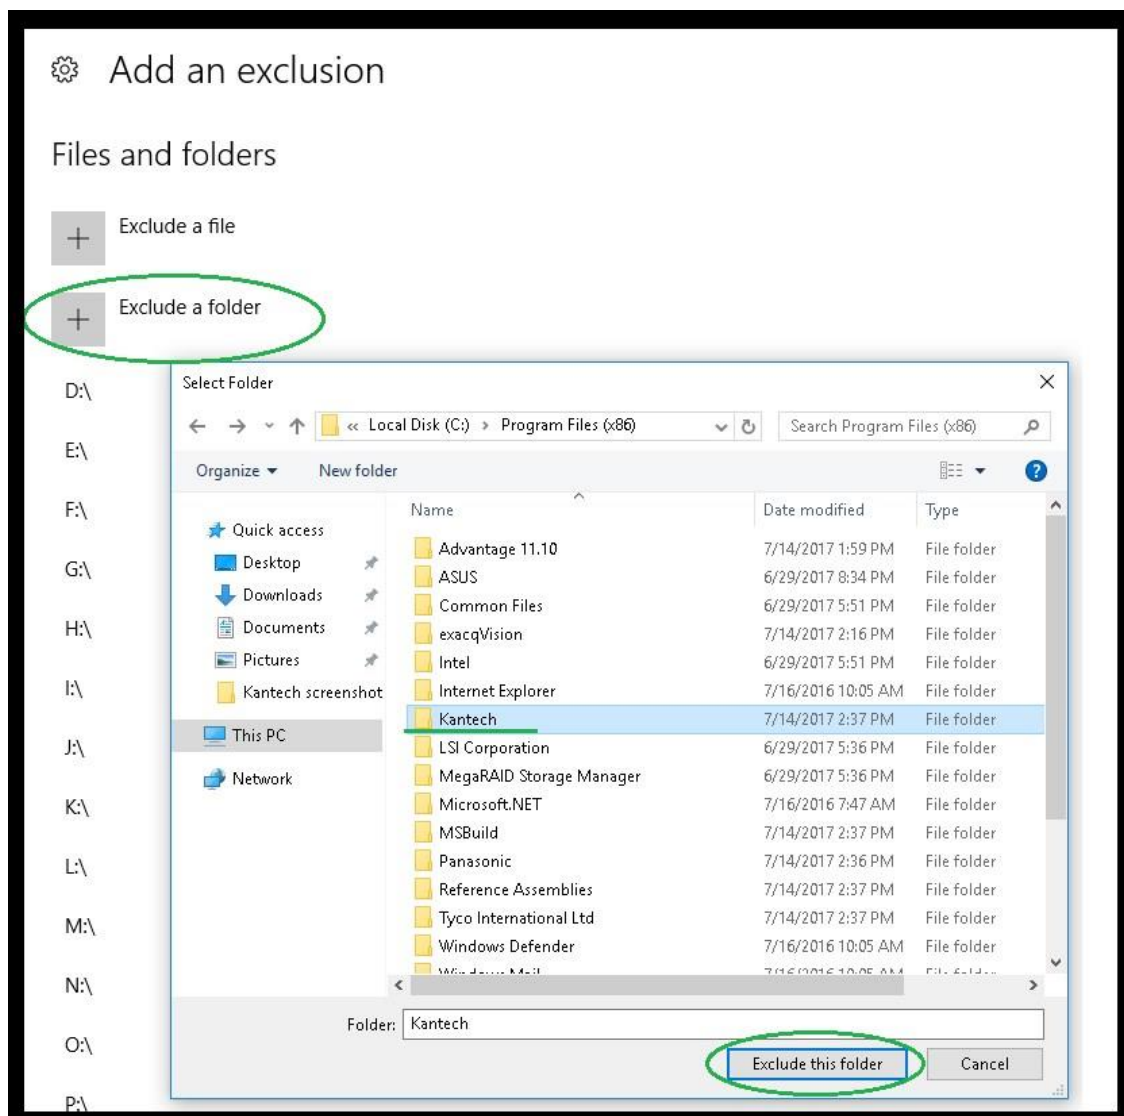 Add an exclusion
Files and folders
Exclude a file
Exclude a folder
D:\
E:\
F:\
G:\
H:\
I:\
J:\
K:\
L:\
M:\
N:\
O:\
P:\
Select Folder
« Local Disk (C:) › Program Files (x86)
Search Program Files (x86)
Organize
New folder
Quick access
Desktop
Downloads
Documents
Pictures
Kantech screenshot
This PC
Network
Name Date modified Type
Advantage 11.10 7/14/2017 1:59 PM File folder
ASUS 6/29/2017 8:34 PM File folder
Common Files 6/29/2017 5:51 PM File folder
exacqVision 7/14/2017 2:16 PM File folder
Intel 6/29/2017 5:51 PM File folder
Internet Explorer 7/16/2016 10:05 AM File folder
Kantech 7/14/2017 2:37 PM File folder
LSI Corporation 6/29/2017 5:36 PM File folder
MegaRAID Storage Manager 6/29/2017 5:36 PM File folder
Microsoft.NET 7/16/2016 7:47 AM File folder
MSBuild 7/14/2017 2:37 PM File folder
Panasonic 7/14/2017 2:36 PM File folder
Reference Assemblies 7/14/2017 2:37 PM File folder
Tyco International Ltd 7/14/2017 2:37 PM File folder
Windows Defender 7/16/2016 10:05 AM File folder
Windows Mail 7/16/2016 10:05 AM File folder
Folder: Kantech
Exclude this folder
Cancel